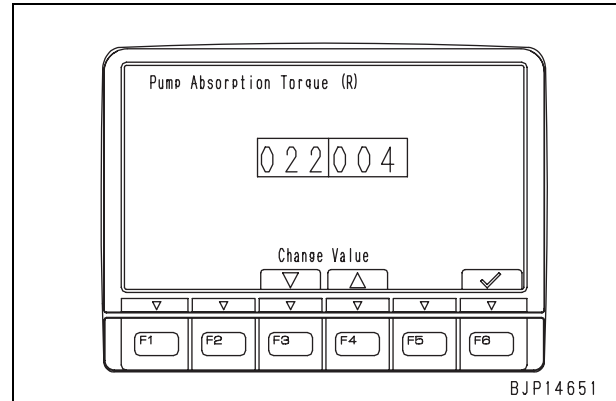 Pump Absorption Torque (R)
022004
Change Value
F1 F2 F3 F4 F5 F6
BJP14651